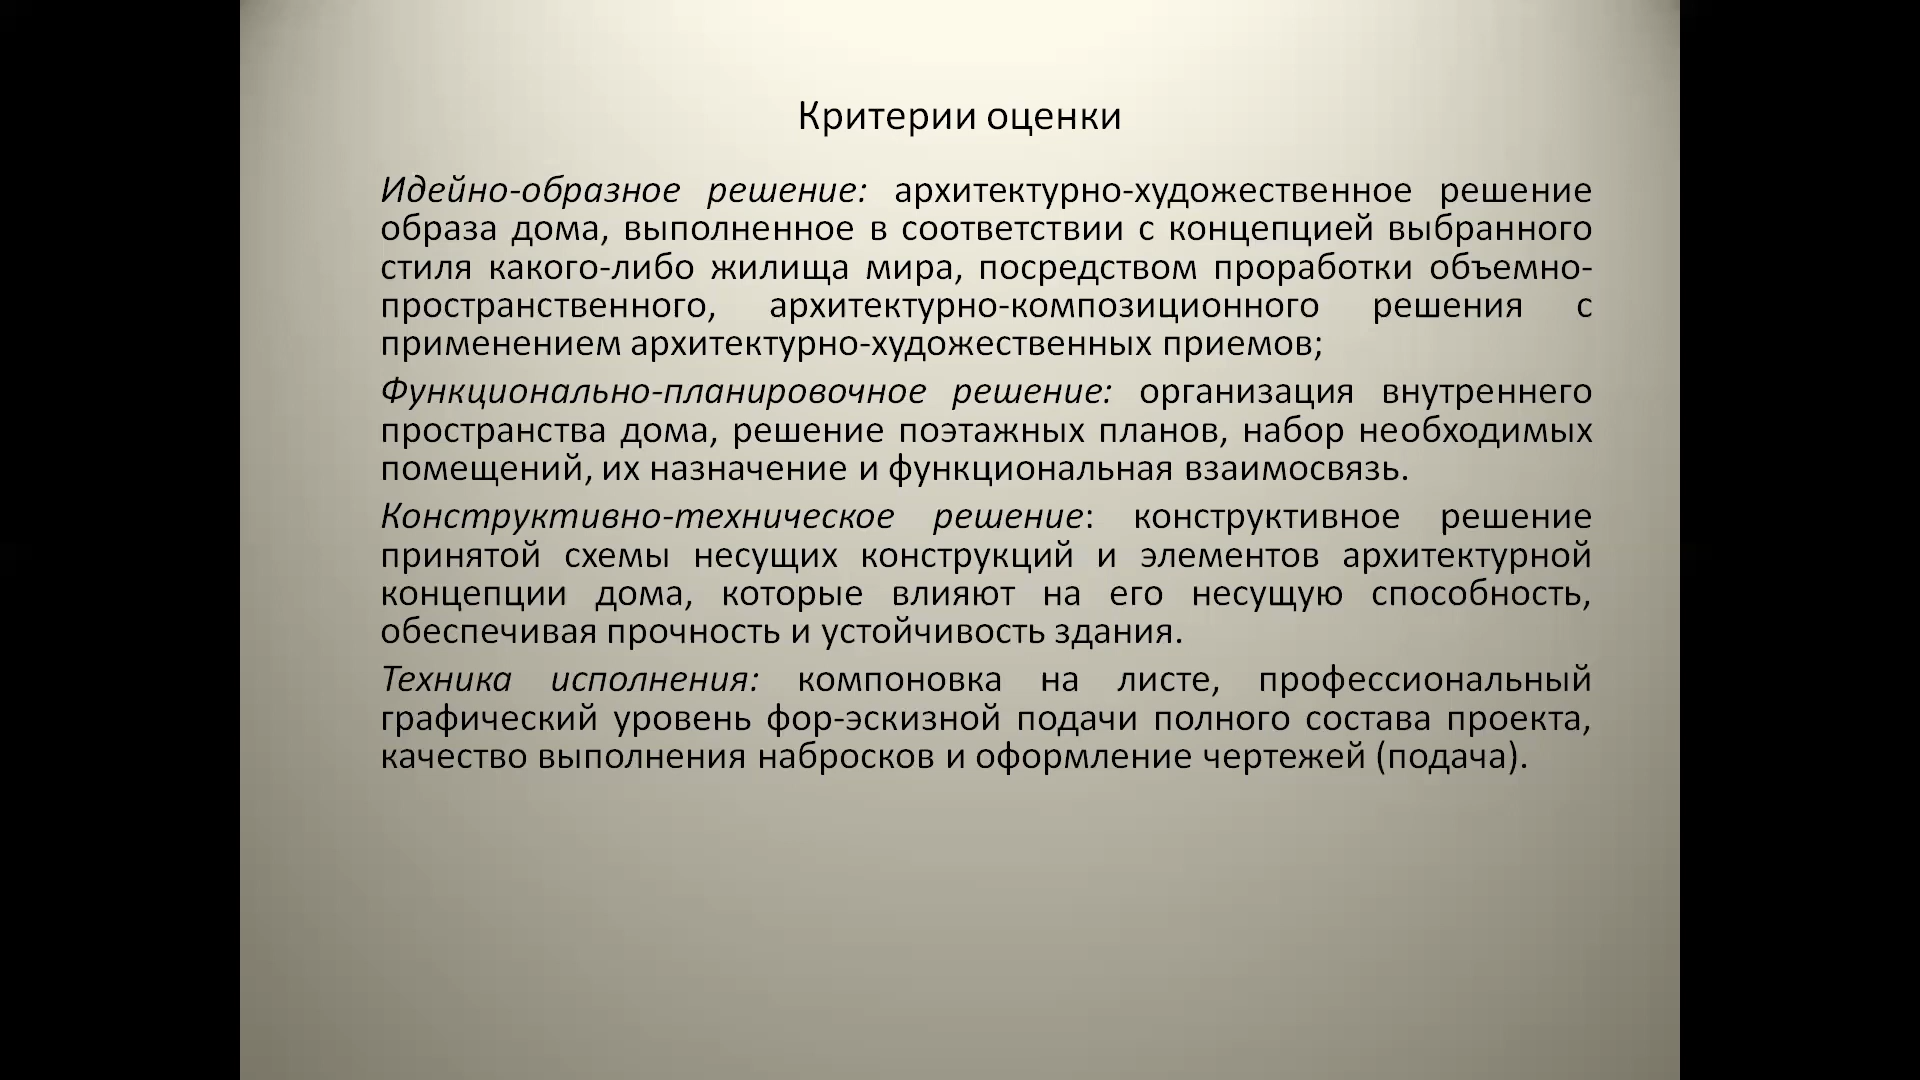 Критерии оценки
Идейно-образное решение: архитектурно-художественное решение
образа дома, выполненное в соответствии с концепцией выбранного
стиля какого-либо жилища мира, посредством проработки объемно-
пространственного, архитектурно-композиционного решения с
применением архитектурно-художественных приемов;
Функционально-планировочное решение: организация внутреннего
пространства дома, решение поэтажных планов, набор необходимых
помещений, их назначение и функциональная взаимосвязь.
Конструктивно-техническое решение: конструктивное решение
принятой схемы несущих конструкций и элементов архитектурной
концепции дома, которые влияют на его несущую способность,
обеспечивая прочность и устойчивость здания.
Техника исполнения: компоновка на листе, профессиональный
графический уровень фор-эскизной подачи полного состава проекта,
качество выполнения набросков и оформление чертежей (подача).